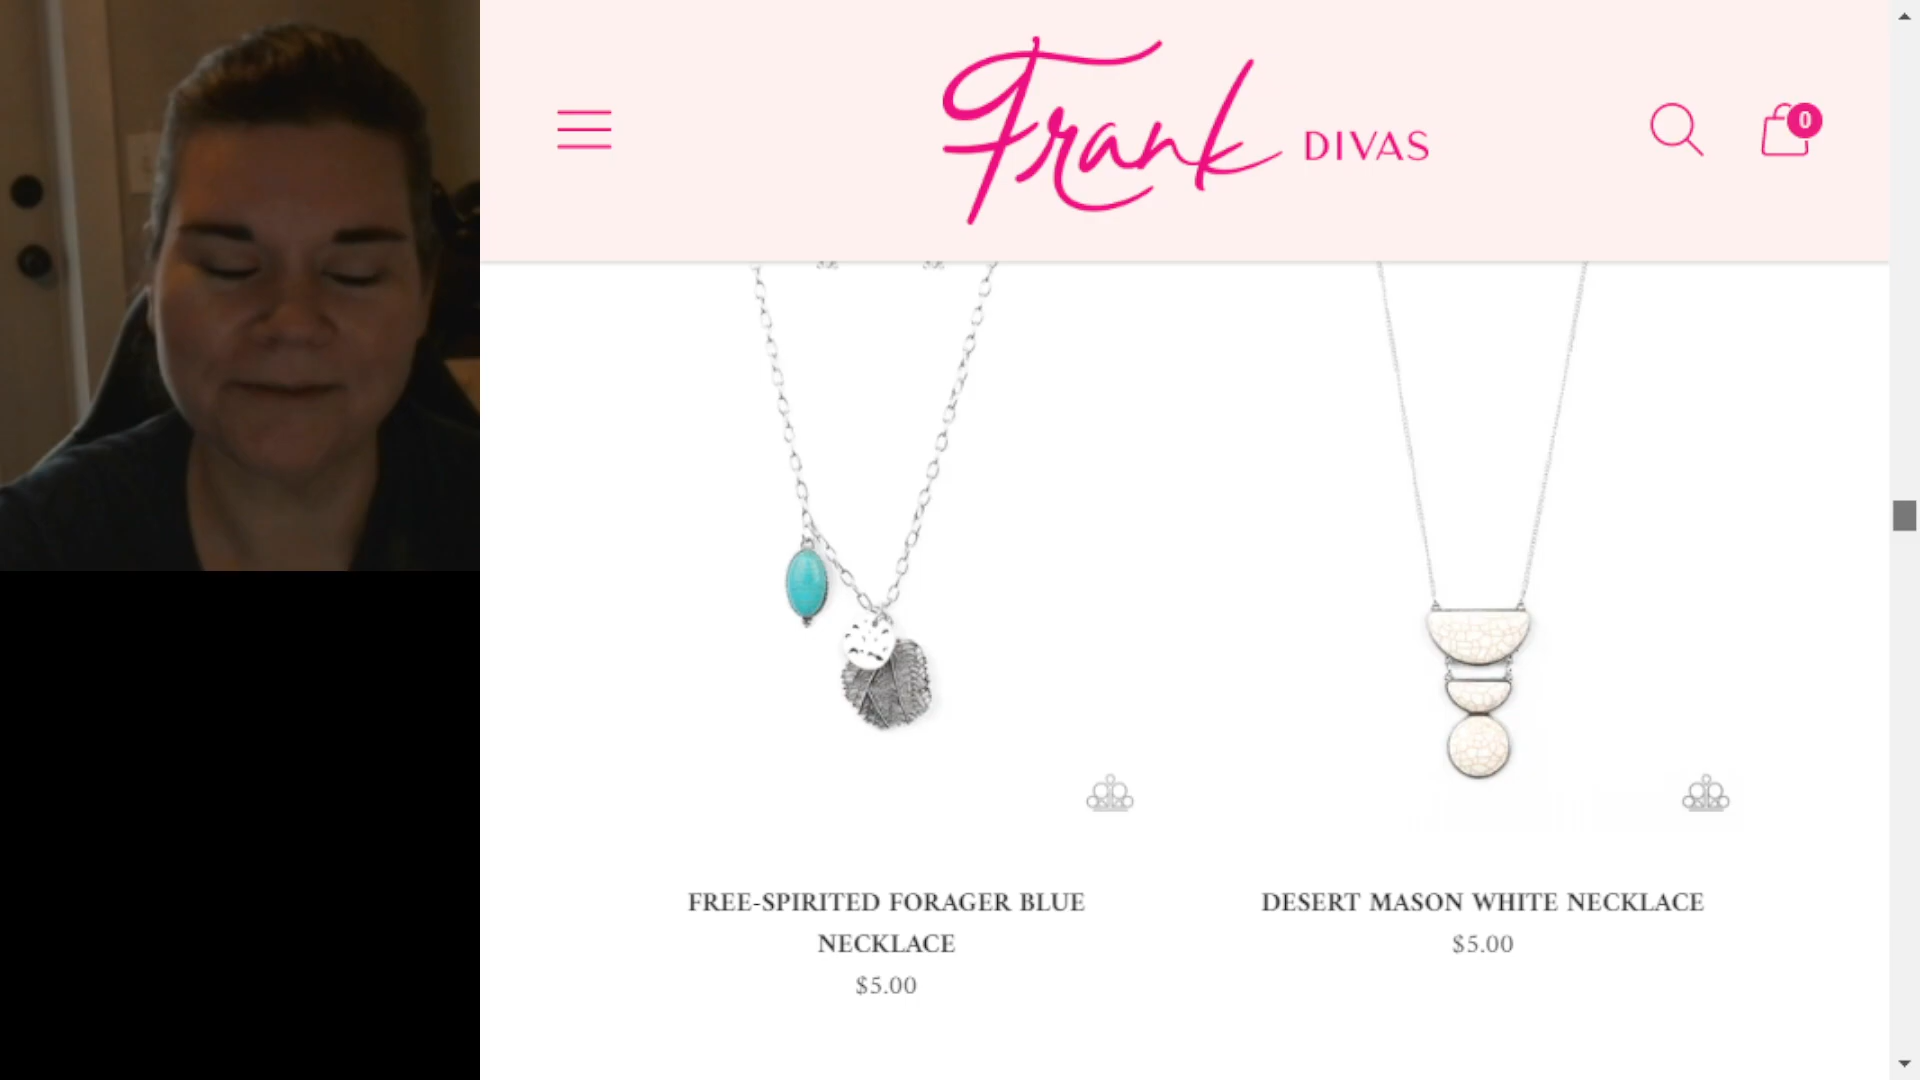 Frank DIVAS
0
FREE-SPIRITED FORAGER BLUE
NECKLACE
$5.00
DESERT MASON WHITE NECKLACE
$5.00